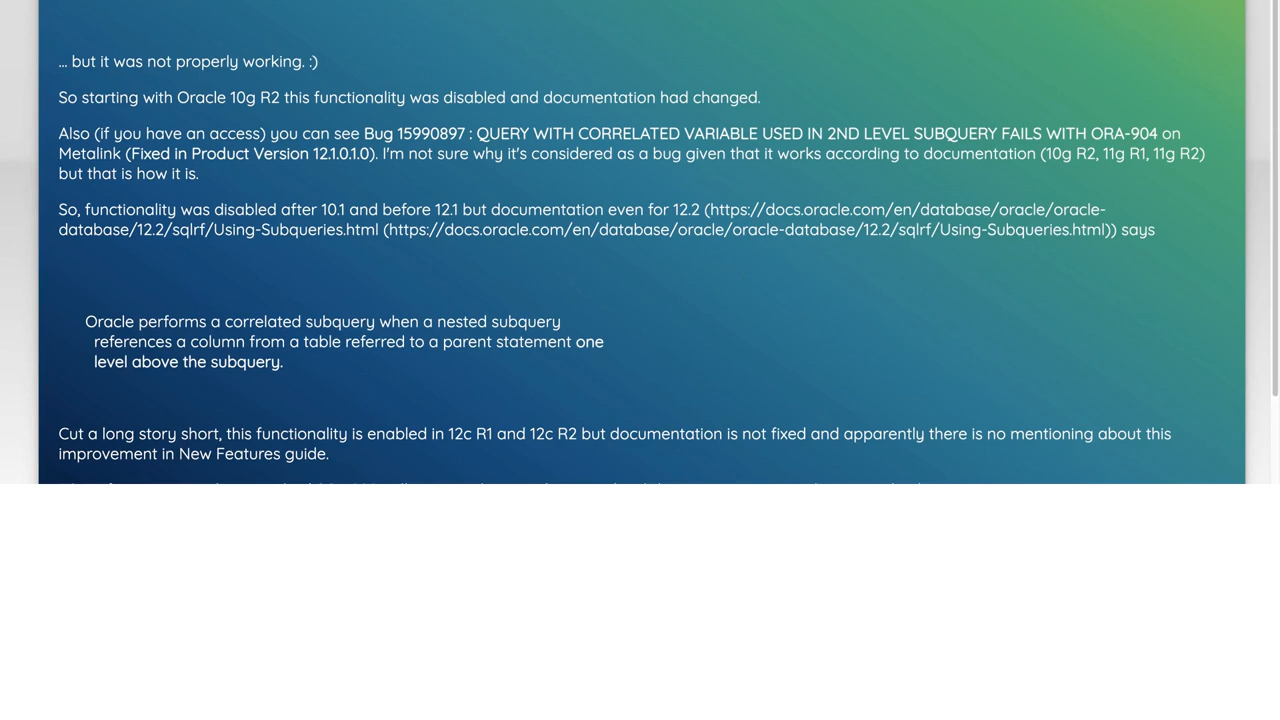 ... but it was not properly working. :)
So starting with Oracle 10g R2 this functionality was disabled and documentation had changed.
Also (if you have an access) you can see Bug 15990897 : QUERY WITH CORRELATED VARIABLE USED IN 2ND LEVEL SUBQUERY FAILS WITH ORA-904 on
Metalink (Fixed in Product Version 12.1.0.1.0). I'm not sure why it's considered as a bug given that it works according to documentation (10g R2, 11g R1, 11g R2)
but that is how it is.
So, functionality was disabled after 10.1 and before 12.1 but documentation even for 12.2 (https://docs.oracle.com/en/database/oracle/oracle-
database/12.2/sqlrf/Using-Subqueries.html (https://docs.oracle.com/en/database/oracle/oracle-database/12.2/sqlrf/Using-Subqueries.html)) says
Oracle performs a correlated subquery when a nested subquery
references a column from a table referred to a parent statement one
level above the subquery.
Cut a long story short, this functionality is enabled in 12c R1 and 12c R2 but documentation is not fixed and apparently there is no mentioning about this
improvement in New Features guide.